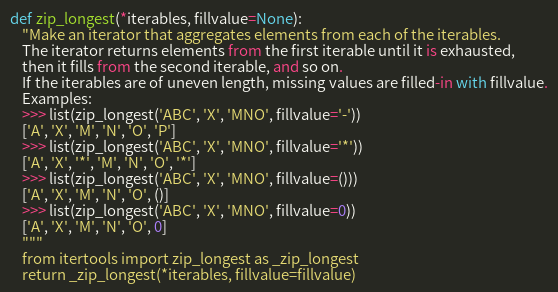 def zip_longest(*iterables, fillvalue=None):
"Make an iterator that aggregates elements from each of the iterables.
The iterator returns elements from the first iterable until it is exhausted,
then it fills from the second iterable, and so on.
If the iterables are of uneven length, missing values are filled-in with fillvalue.
Examples:
>>> list(zip_longest('ABC', 'X', 'MNO', fillvalue='-'))
['A', 'X', 'M', 'N', 'O', 'P']
>>> list(zip_longest('ABC', 'X', 'MNO', fillvalue='*'))
['A', 'X', '*', 'M', 'N', 'O', '*']
>>> list(zip_longest('ABC', 'X', 'MNO', fillvalue=()))
['A', 'X', 'M', 'N', 'O', ()]
>>> list(zip_longest('ABC', 'X', 'MNO', fillvalue=0))
['A', 'X', 'M', 'N', 'O', 0]
"""
from itertools import zip_longest as _zip_longest
return _zip_longest(*iterables, fillvalue=fillvalue)